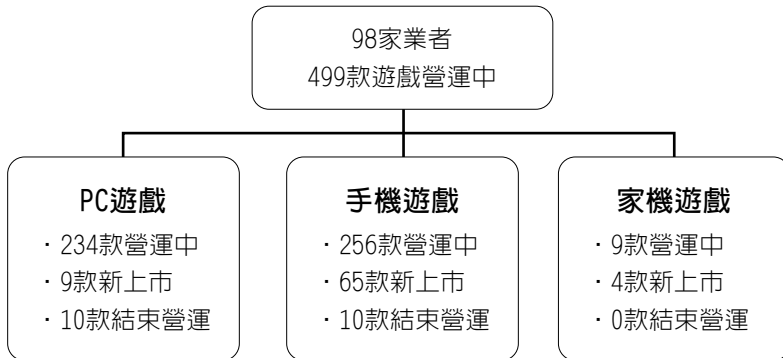 98家業者
499款遊戲營運中
PC遊戲
·234款營運中
·9款新上市
·10款結束營運
手機遊戲
·256款營運中
·65款新上市
·10款結束營運
家機遊戲
·9款營運中
·4款新上市
·0款結束營運